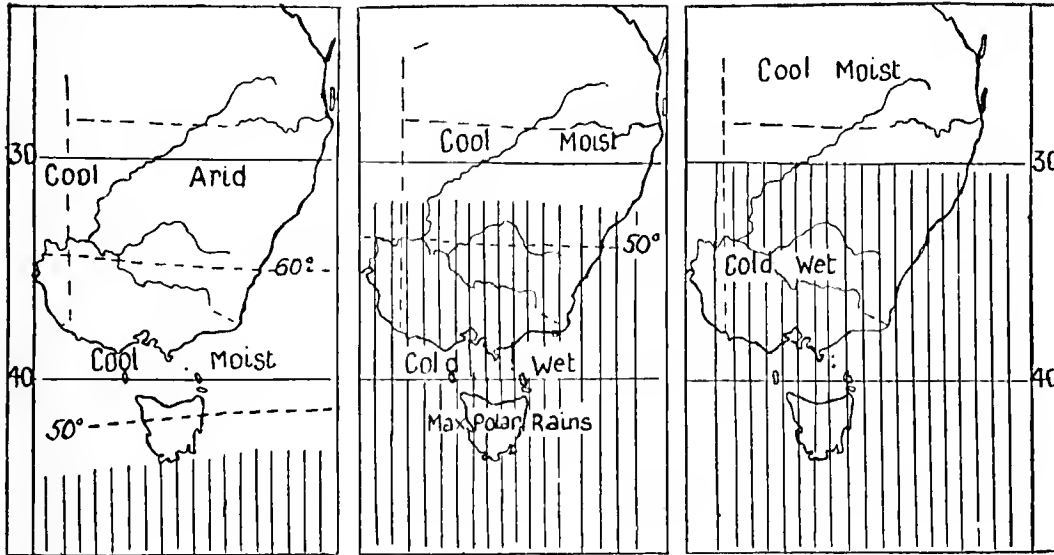 30
Cool Arid
60°
Cool Moist
40
50°
Cool Moist
50°
Cold Wet
Max Polar Rains
Cool Moist
30
Cold Wet
40